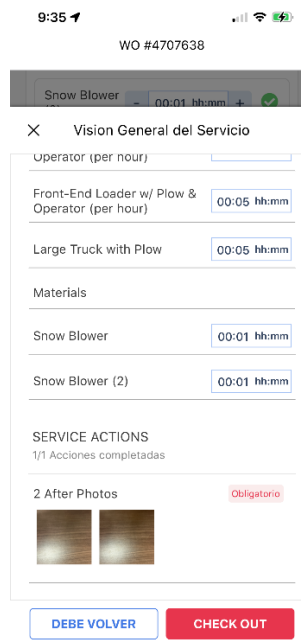 9:35
WO #4707638
Snow Blower
- 00:01 hh:mm +
Vision General del Servicio
Operator (per hour)
Front-End Loader w/ Plow &
Operator (per hour)
00:05 hh:mm
Large Truck with Plow
00:05 hh:mm
Materials
Snow Blower
00:01 hh:mm
Snow Blower (2)
00:01 hh:mm
SERVICE ACTIONS
1/1 Acciones completadas
2 After Photos
Obligatorio
DEBE VOLVER
CHECK OUT